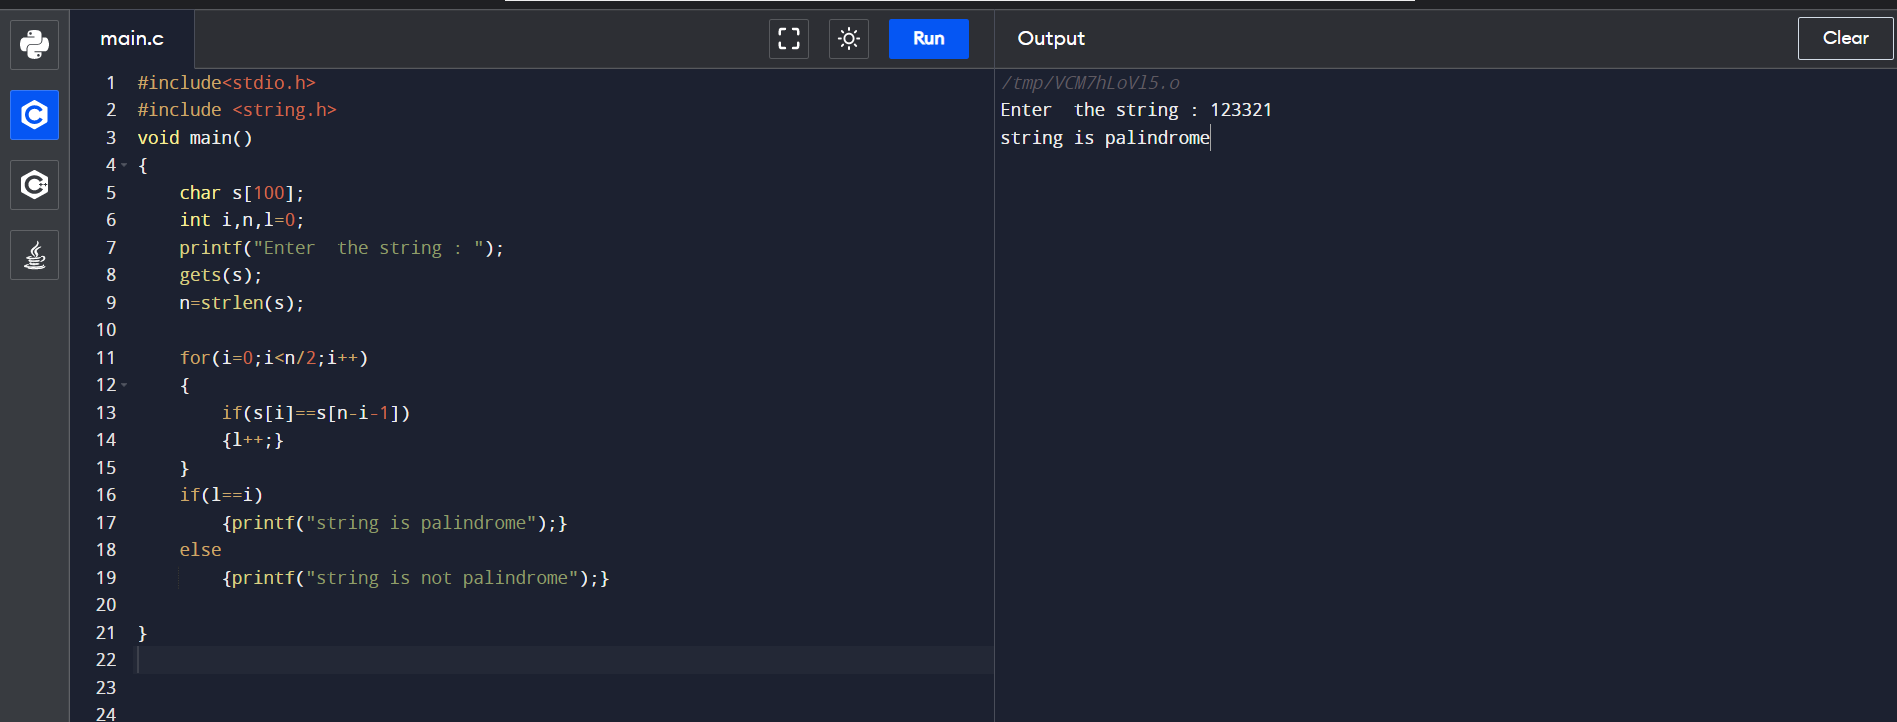 main.c
Run
1 #include<stdio.h>
2 #include <string.h>
3 void main()
4 {
5 char s[100];
6 int i,n,l=0;
7 printf("Enter  the string : ");
8 gets(s);
9 n=strlen(s);
10
11 for(i=0;i<n/2;i++)
12 {
13 if(s[i]==s[n-i-1])
14 {l++;}
15 }
16 if(l==i)
17 {printf("string is palindrome");}
18 else
19 {printf("string is not palindrome");}
20
21 }
22
23
24
Output
Clear
/tmp/VCM7hLoVl5.o
Enter  the string : 123321
string is palindrome